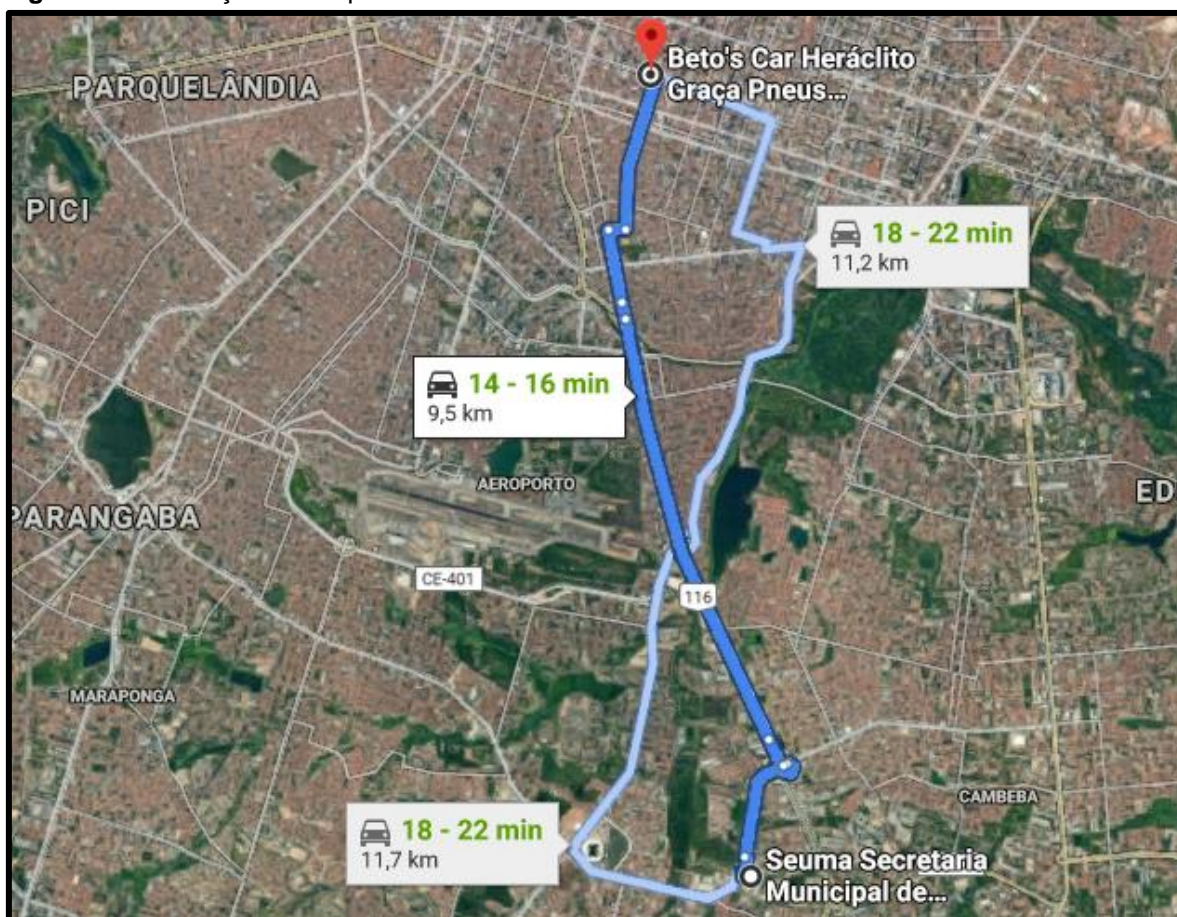 Beto's Car Heráclito
Graça Pneus...
PARQUELÂNDIA
PICI
18 - 22 min
11,2 km
14 - 16 min
9,5 km
AEROPORTO
ED
PARANGABA
CE-401
116
MARAPONGA
CAMBEBA
18 - 22 min
11,7 km
Seuma Secretaria
Municipal de...